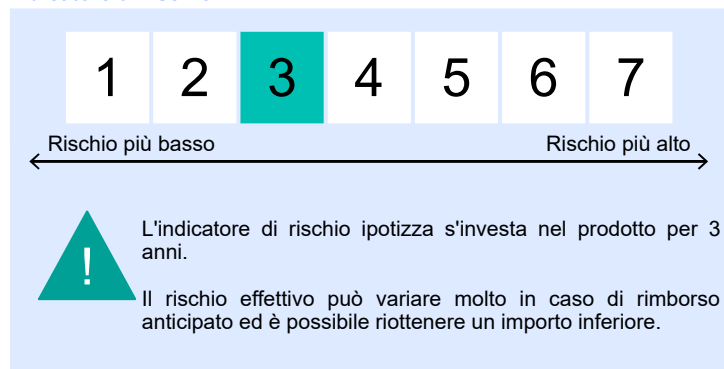 1 2 3 4 5 6 7
Rischio più basso Rischio più alto
! L'indicatore di rischio ipotizza s'investa nel prodotto per 3
anni.
Il rischio effettivo può variare molto in caso di rimborso
anticipato ed è possibile riottenere un importo inferiore.